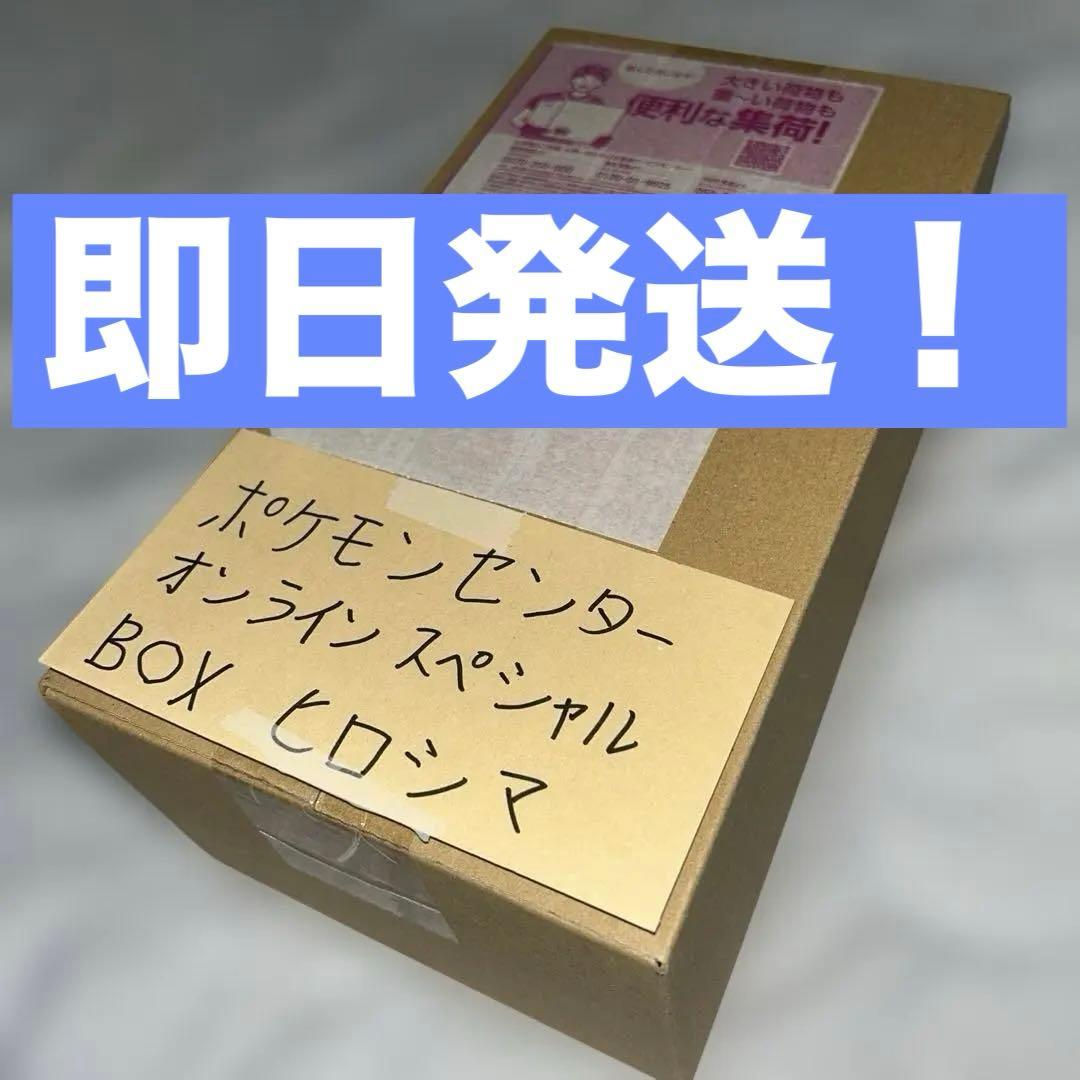 大きい荷物も
重〜い荷物も
便利な集荷!
即日発送！
ポケモンセンター
オンラインスペシャル
BOX ヒロシマ